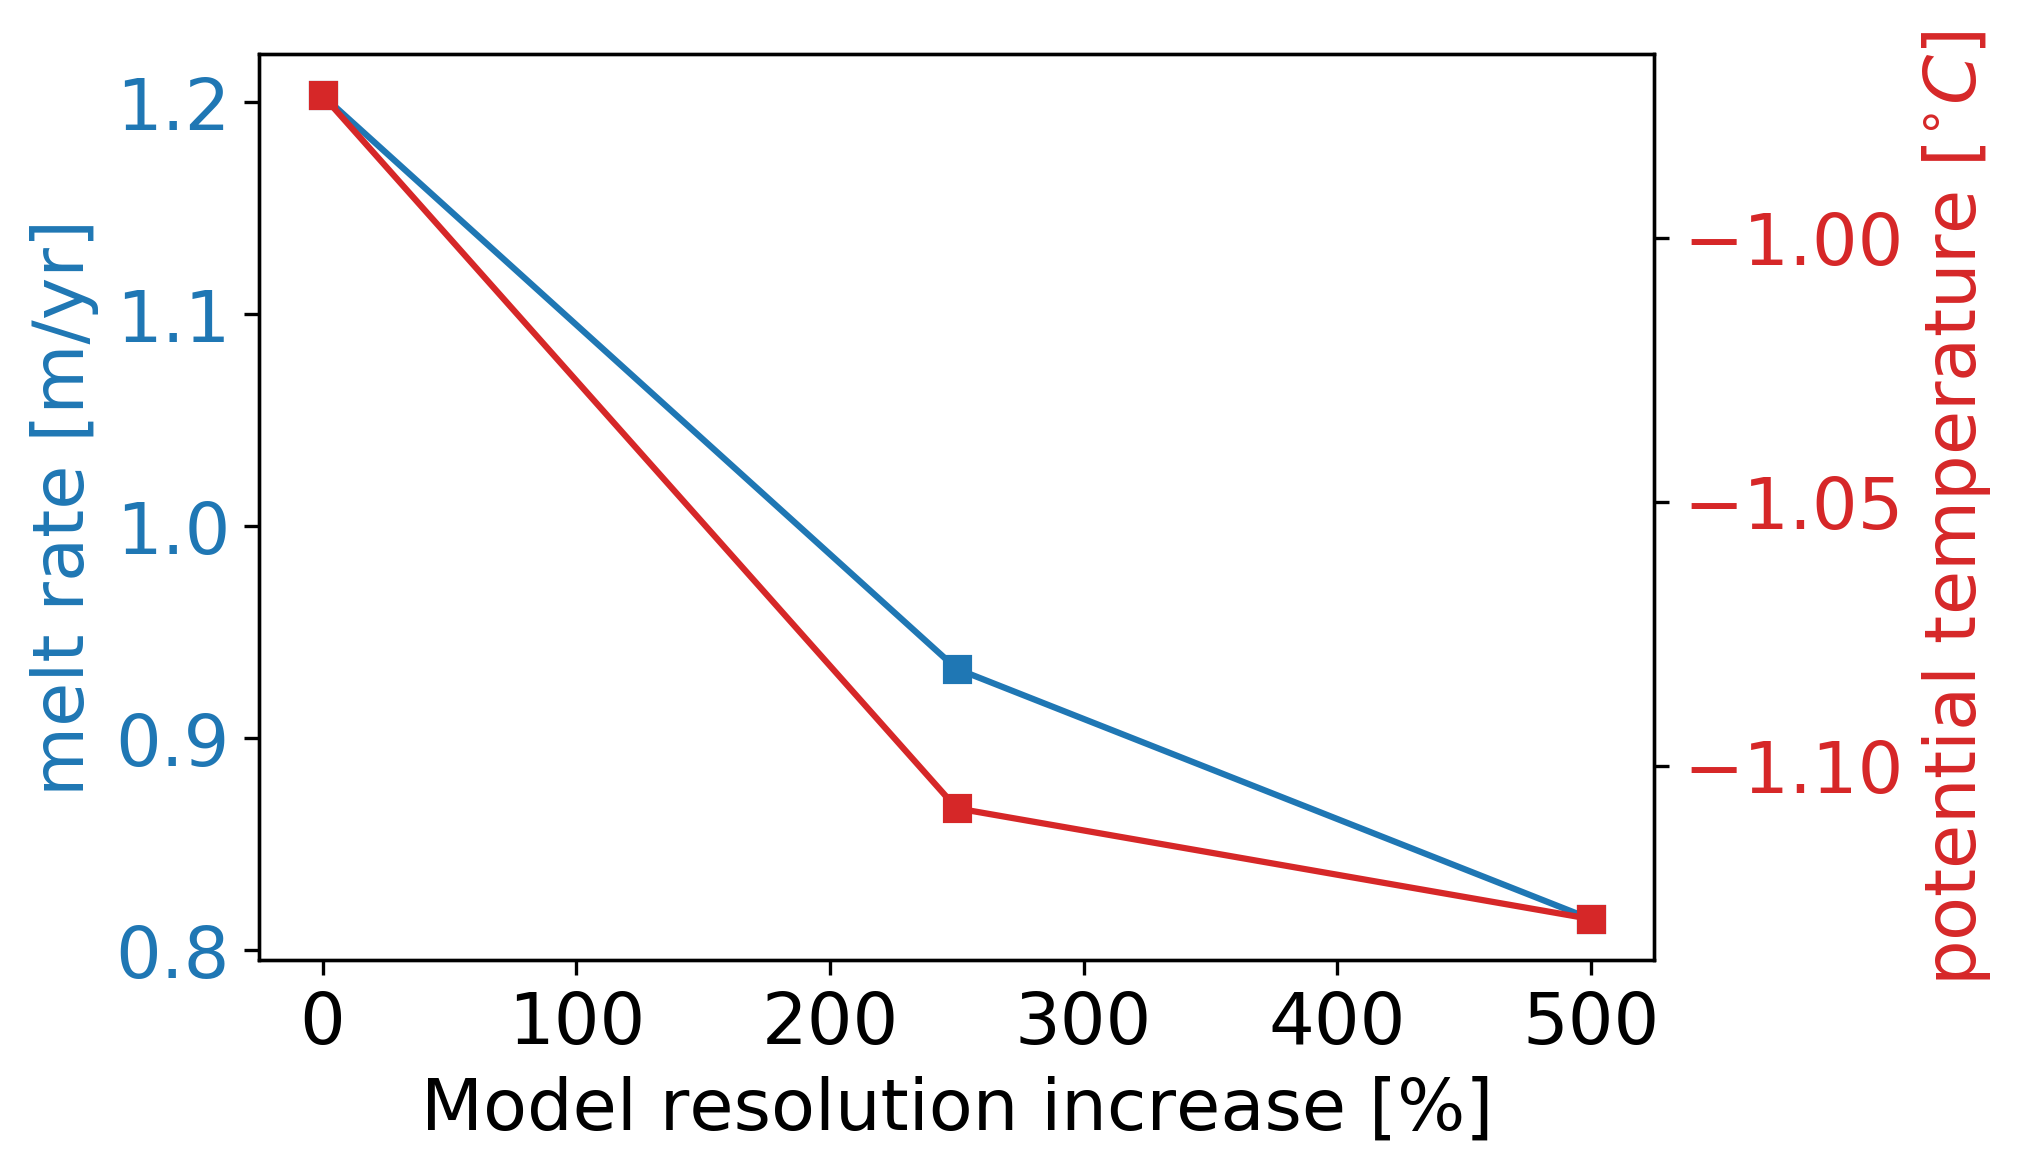 melt rate [m/yr]
1.2
1.1
1.0
0.9
0.8
−1.00
−1.05
−1.10
potential temperature [°C]
0 100 200 300 400 500
Model resolution increase [%]